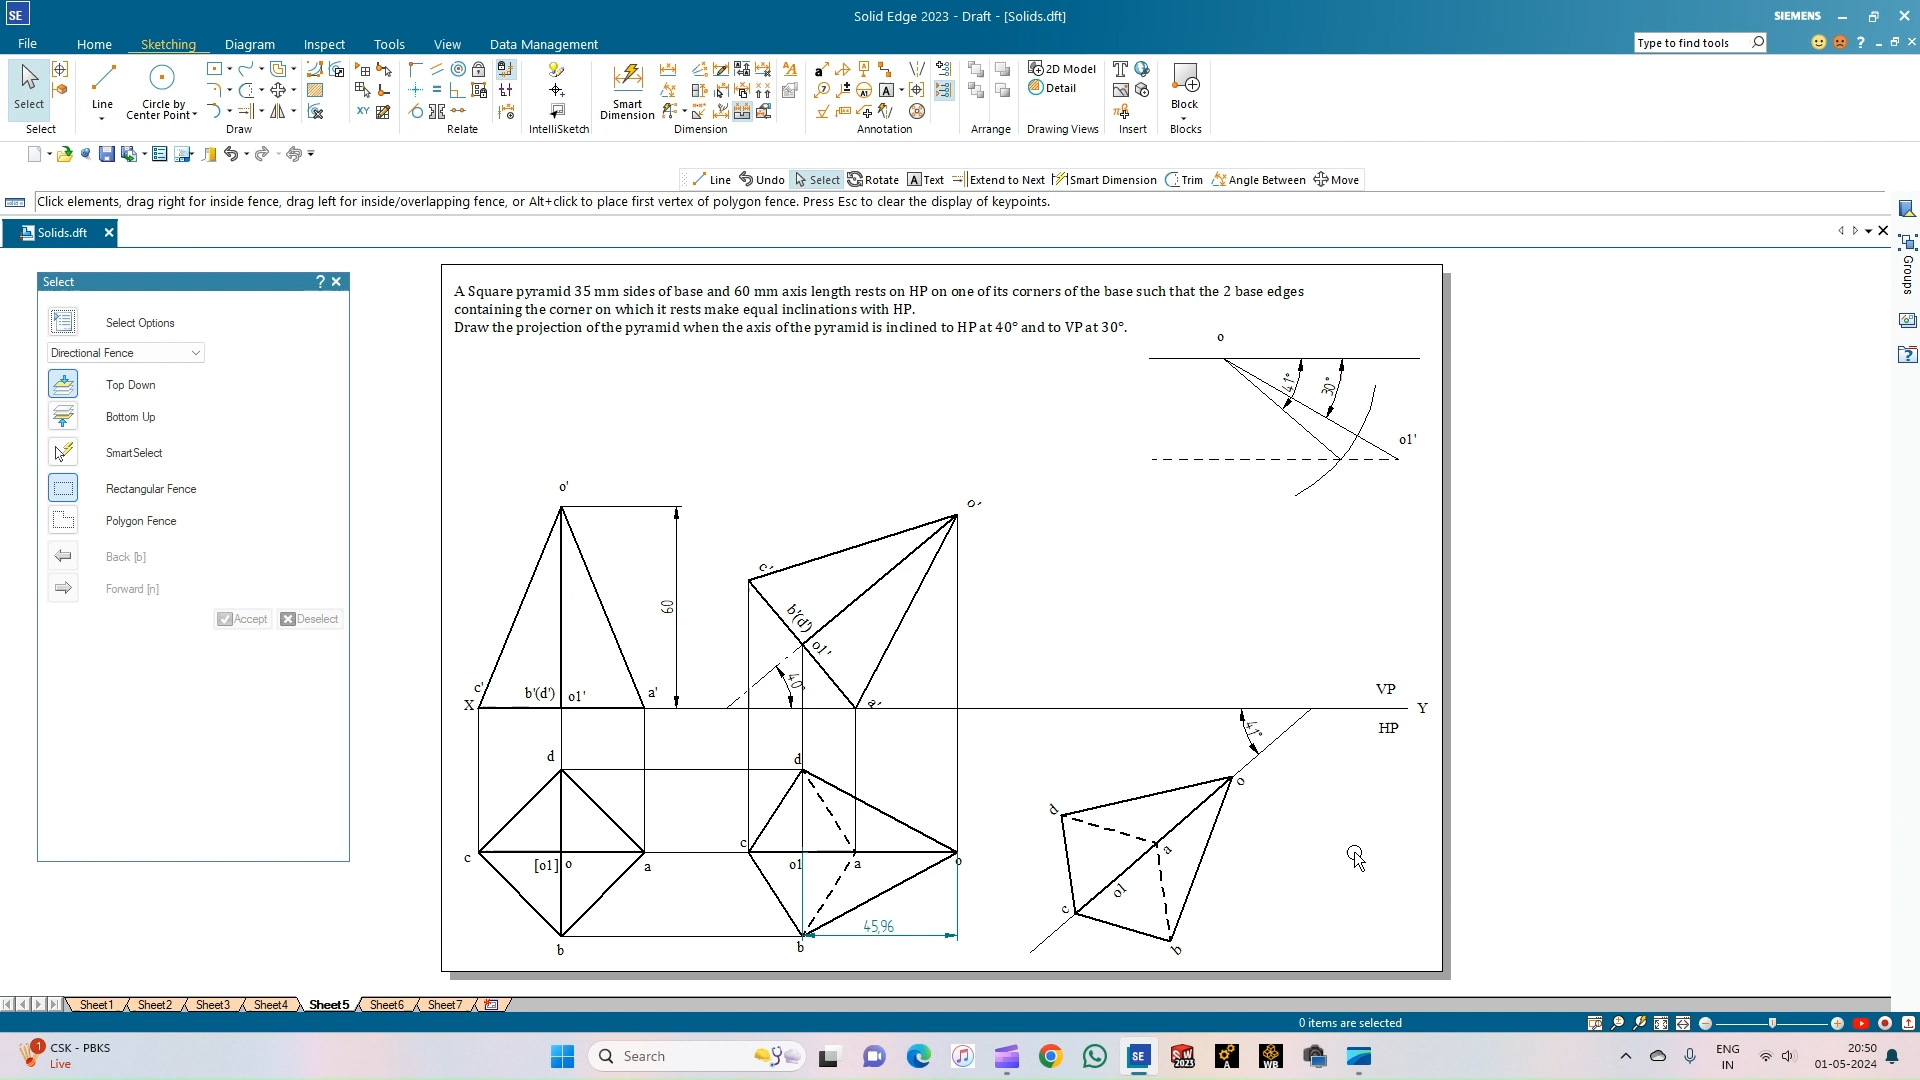 SE
Solid Edge 2023 - Draft - [Solids.dft]
SIEMENS
File
Home
Sketching
Diagram
Inspect
Tools
View
Data Management
Type to find tools
Select
Line
Circle by
Center Point
Smart
Dimension
2D Model
Detail
Block
Select
Draw
Relate
IntelliSketch
Dimension
Annotation
Arrange
Drawing Views
Insert
Blocks
Line
Undo
Select
Rotate
Text
Extend to Next
Smart Dimension
Trim
Angle Between
Move
Click elements, drag right for inside fence, drag left for inside/overlapping fence, or Alt+click to place first vertex of polygon fence. Press Esc to clear the display of keypoints.
Solids.dft
Groups
Select
Select Options
Directional Fence
Top Down
Bottom Up
SmartSelect
Rectangular Fence
Polygon Fence
Back [b]
Forward [n]
Accept
Deselect
A Square pyramid 35 mm sides of base and 60 mm axis length rests on HP on one of its corners of the base such that the 2 base edges
containing the corner on which it rests make equal inclinations with HP.
Draw the projection of the pyramid when the axis of the pyramid is inclined to HP at 40° and to VP at 30°.
o
41°
30°
o1'
o'
o'
c'
60
b'(d')
o1'
40°
c'
b'(d')
o1'
a'
a'
X
VP
Y
HP
41°
d
d
c
[o1]
o
a
b
c
o1
a
o
45,96
b
d
o
a
o1
c
b
Sheet1
Sheet2
Sheet3
Sheet4
Sheet5
Sheet6
Sheet7
0 items are selected
1
CSK - PBKS
Live
Search
SE
ENG
IN
20:50
01-05-2024